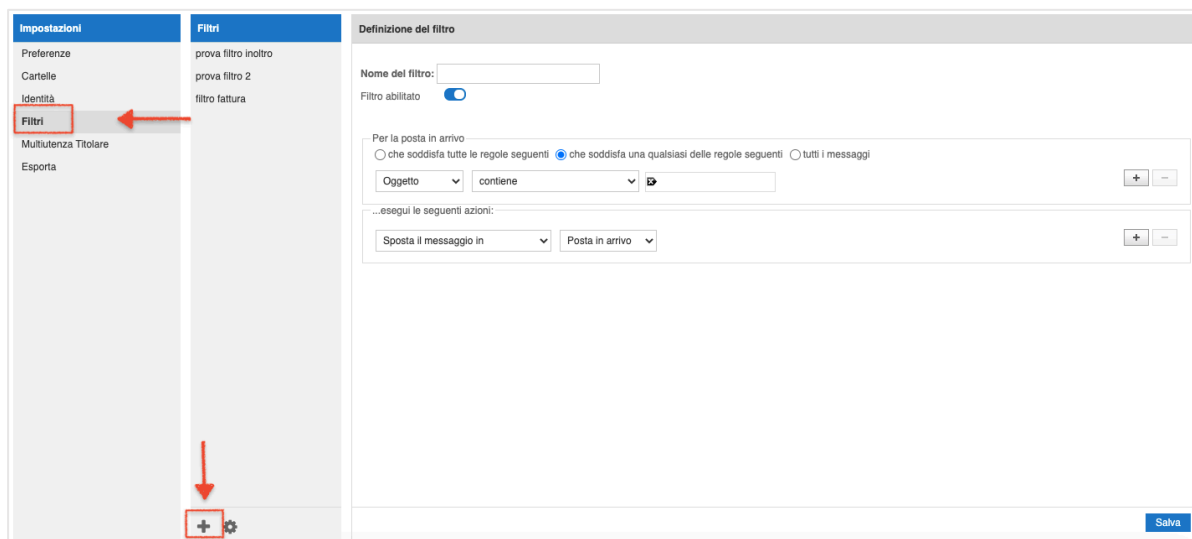 Impostazioni
Preferenze
Cartelle
Identità
Filtri
Multiutenza Titolare
Esporta
Filtri
prova filtro inoltro
prova filtro 2
filtro fattura
Definizione del filtro
Nome del filtro:
Filtro abilitato
Per la posta in arrivo
che soddisfa tutte le regole seguenti che soddisfa una qualsiasi delle regole seguenti tutti i messaggi
Oggetto contiene + −
...esegui le seguenti azioni:
Sposta il messaggio in Posta in arrivo + −
Salva